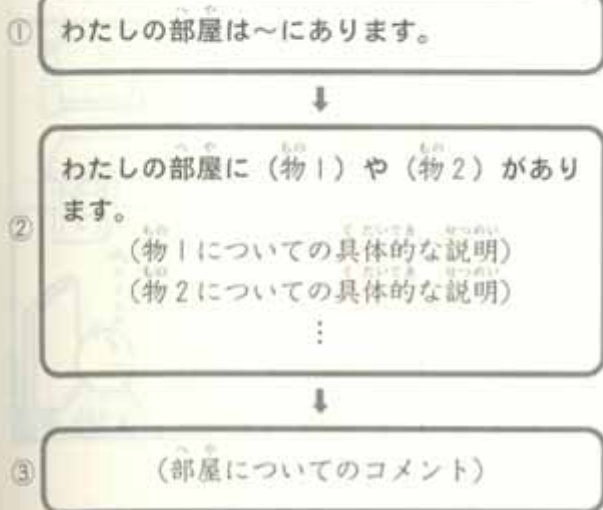 ①
わたしの部屋は～にあります。
↓
②
わたしの部屋に（物１）や（物２）があり
ます。
（物１についての具体的な説明）
（物２についての具体的な説明）
⋮
↓
③
（部屋についてのコメント）